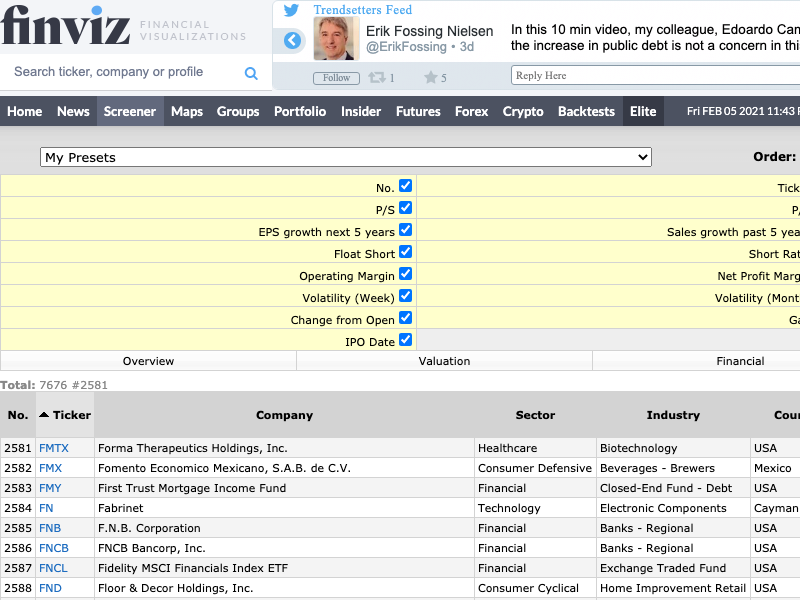 finviz FINANCIAL VISUALIZATIONS
Trendsetters Feed
Erik Fossing Nielsen
@ErikFossing • 3d
In this 10 min video, my colleague, Edoardo Cam
the increase in public debt is not a concern in thi
Follow 1 5 Reply Here
Search ticker, company or profile
Home News Screener Maps Groups Portfolio Insider Futures Forex Crypto Backtests Elite Fri FEB 05 2021 11:43 P
My Presets Order:
No. Tick
P/S P/
EPS growth next 5 years Sales growth past 5 yea
Float Short Short Rat
Operating Margin Net Profit Marg
Volatility (Week) Volatility (Mont
Change from Open Ga
IPO Date
Overview Valuation Financial
Total: 7676 #2581
No. Ticker Company Sector Industry Cou
2581 FMTX Forma Therapeutics Holdings, Inc. Healthcare Biotechnology USA
2582 FMX Fomento Economico Mexicano, S.A.B. de C.V. Consumer Defensive Beverages - Brewers Mexico
2583 FMY First Trust Mortgage Income Fund Financial Closed-End Fund - Debt USA
2584 FN Fabrinet Technology Electronic Components Cayman
2585 FNB F.N.B. Corporation Financial Banks - Regional USA
2586 FNCB FNCB Bancorp, Inc. Financial Banks - Regional USA
2587 FNCL Fidelity MSCI Financials Index ETF Financial Exchange Traded Fund USA
2588 FND Floor & Decor Holdings, Inc. Consumer Cyclical Home Improvement Retail USA